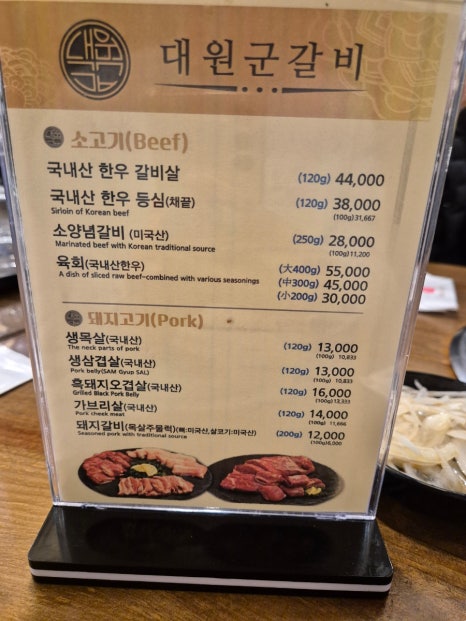 대원군갈비
소고기(Beef)
국내산 한우 갈비살 (120g) 44,000
국내산 한우 등심(채끝) (120g) 38,000
Sirloin of Korean beef (100g)31,667
소양념갈비 (미국산) (250g) 28,000
Marinated beef with Korean traditional source (100g)11,200
육회(국내산한우) (大400g) 55,000
A dish of sliced raw beef-combined with various seasonings (中300g) 45,000
(小200g) 30,000
돼지고기(Pork)
생목살(국내산) (120g) 13,000
The neck parts of pork (100g) 10,833
생삼겹살(국내산) (120g) 13,000
Pork belly(SAM Gyup SAL) (100g) 10,833
흑돼지오겹살(국내산) (120g) 16,000
Grilled Black Pork Belly (100g)13,333
가브리살(국내산) (120g) 14,000
Pork cheek meat (100g) 11,666
돼지갈비(목살주물럭)(뼈:미국산,살코기:미국산) (200g) 12,000
Seasoned pork with traditional source (100g)6,000